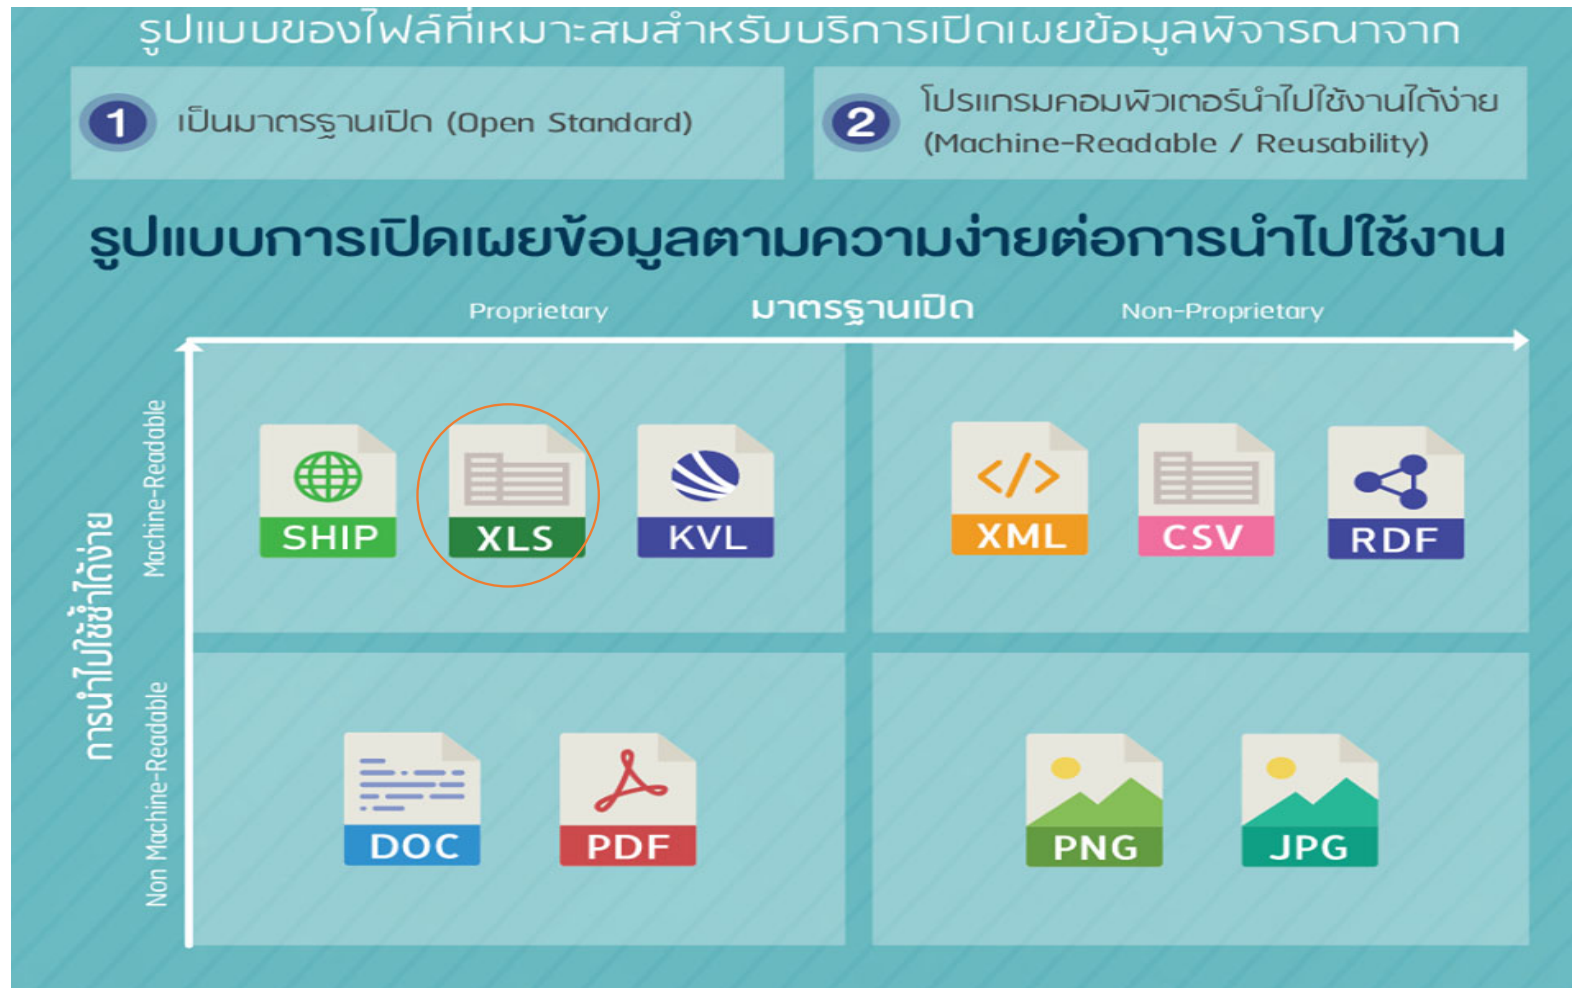 รูปแบบของไฟล์ที่เหมาะสมสำหรับบริการเปิดเผยข้อมูลพิจารณาจาก
1 เป็นมาตรฐานเปิด (Open Standard)
2 โปรแกรมคอมพิวเตอร์นำไปใช้งานได้ง่าย
(Machine-Readable / Reusability)
รูปแบบการเปิดเผยข้อมูลตามความง่ายต่อการนำไปใช้งาน
Proprietary มาตรฐานเปิด Non-Proprietary
การนำไปใช้ซ้ำได้ง่าย
Machine-Readable
SHIP XLS KVL XML CSV RDF
Non Machine-Readable
DOC PDF PNG JPG